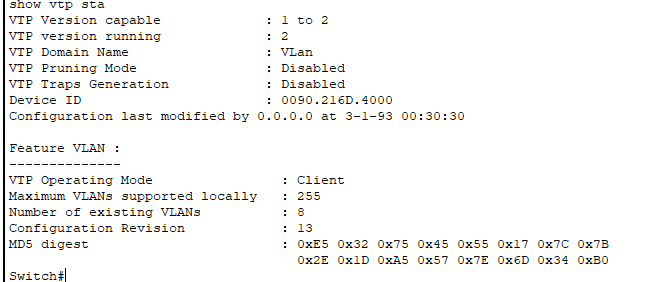 show vtp sta
VTP Version capable : 1 to 2
VTP version running : 2
VTP Domain Name : VLan
VTP Pruning Mode : Disabled
VTP Traps Generation : Disabled
Device ID : 0090.216D.4000
Configuration last modified by 0.0.0.0 at 3-1-93 00:30:30
Feature VLAN :
--------------
VTP Operating Mode : Client
Maximum VLANs supported locally : 255
Number of existing VLANs : 8
Configuration Revision : 13
MD5 digest : 0xE5 0x32 0x75 0x45 0x55 0x17 0x7C 0x7B
0x2E 0x1D 0xA5 0x57 0x7E 0x6D 0x34 0xB0
Switch#